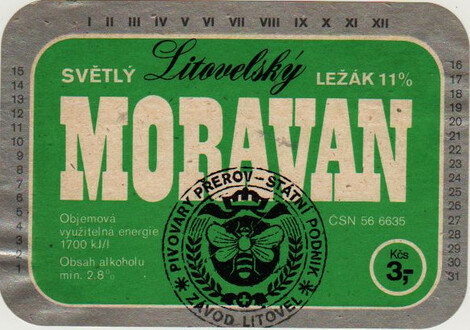 I II III IV V VI VII VIII IX X XI XII
SVĚTLÝ Litovelský LEŽÁK 11%
MORAVAN
15
14
13
12
11
10
9
8
7
6
5
4
3
2
1
16
17
18
19
20
21
22
23
24
25
26
27
28
29
30
31
Objemová
využitelná energie
1700 kJ/l
Obsah alkoholu
min. 2.8%
PIVOVARY PŘEROV - STÁTNÍ PODNIK
★ ZÁVOD LITOVEL ★
ČSN 56 6635
Kčs
3,-